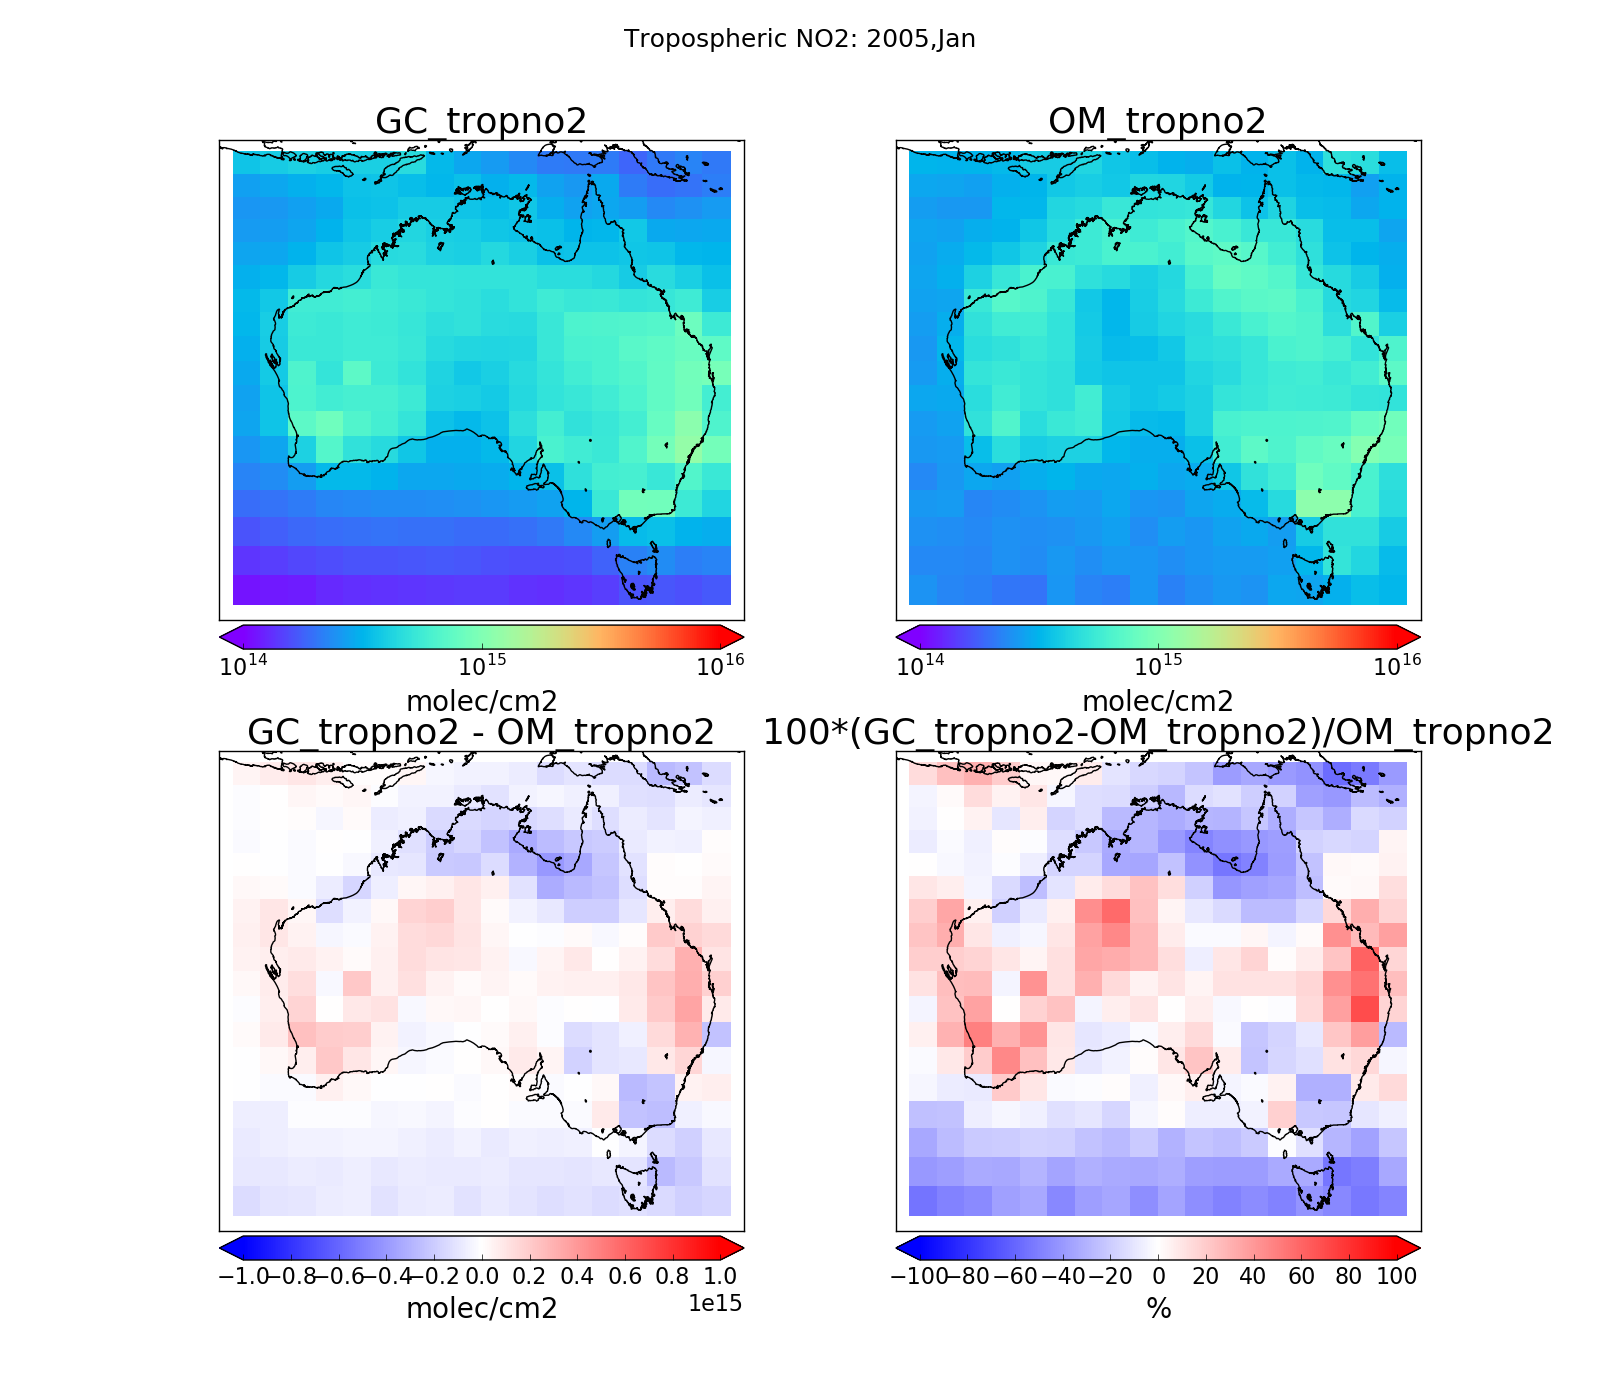 Tropospheric NO2: 2005,Jan
GC_tropno2
OM_tropno2
10^14 10^15 10^16
molec/cm2
10^14 10^15 10^16
molec/cm2
GC_tropno2 - OM_tropno2
100*(GC_tropno2-OM_tropno2)/OM_tropno2
−1.0 −0.8 −0.6 −0.4 −0.2 0.0 0.2 0.4 0.6 0.8 1.0
1e15
molec/cm2
−100 −80 −60 −40 −20 0 20 40 60 80 100
%